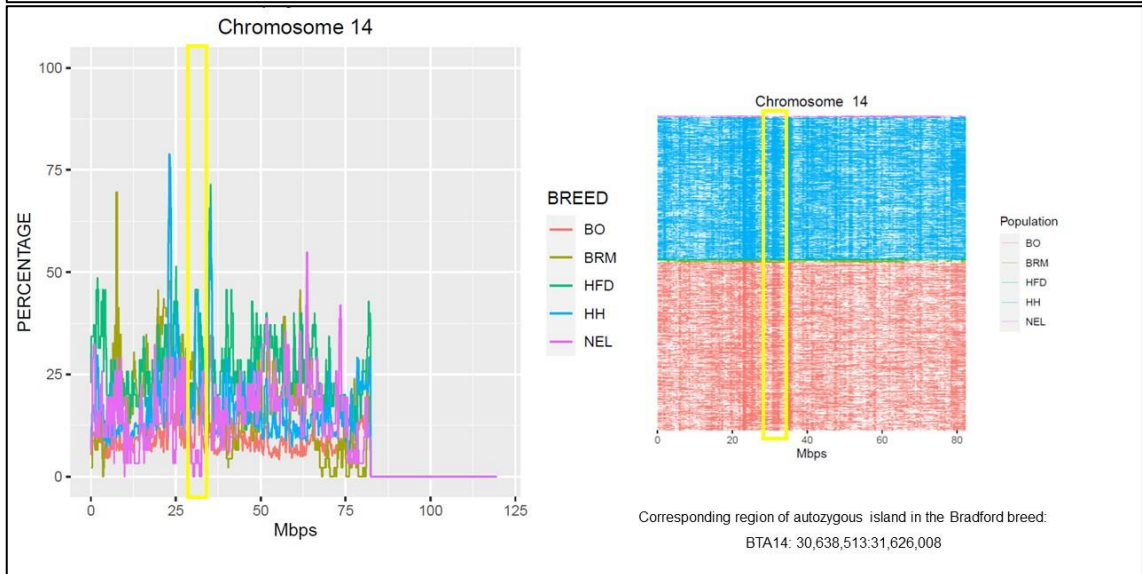 Chromosome 14
PERCENTAGE
100
75
50
25
0
0 25 50 75 100 125
Mbps
BREED
BO
BRM
HFD
HH
NEL
Chromosome 14
0 20 40 60 80
Mbps
Population
BO
BRM
HFD
HH
NEL
Corresponding region of autozygous island in the Bradford breed:
BTA14: 30,638,513:31,626,008